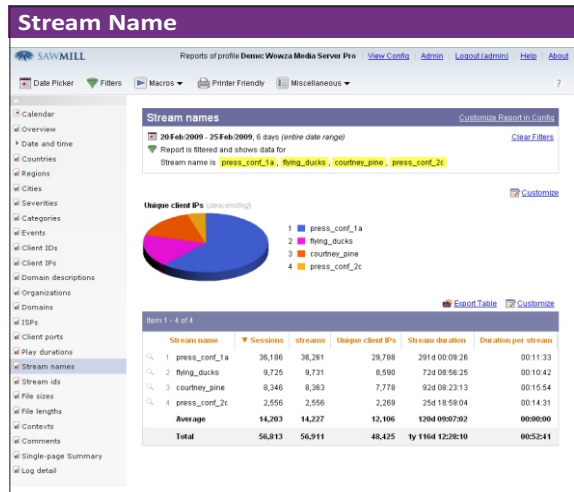 Stream Name
SAWMILL
Reports of profile Demo: Wowza Media Server Pro | View Config | Admin | Logout (admin) | Help | About
Date Picker Filters Macros Printer Friendly Miscellaneous ?
Calendar
Overview
Date and time
Countries
Regions
Cities
Severities
Categories
Events
Client IDs
Client IPs
Domain descriptions
Organizations
Domains
ISPs
Client ports
Play durations
Stream names
Stream ids
File sizes
File lengths
Contexts
Comments
Single-page Summary
Log detail
Stream names Customize Report in Config
20/Feb/2009 - 25/Feb/2009, 6 days (entire date range) Clear Filters
Report is filtered and shows data for
Stream name is press_conf_1a , flying_ducks , courtney_pine , press_conf_2c
Customize
Unique client IPs (descending)
1 press_conf_1a
2 flying_ducks
3 courtney_pine
4 press_conf_2c
Export Table Customize
Item 1 - 4 of 4
Stream name Sessions streams Unique client IPs Stream duration Duration per stream
1 press_conf_1a 36,186 36,261 29,788 291d 00:09:26 00:11:33
2 flying_ducks 9,725 9,731 8,590 72d 08:56:25 00:10:42
3 courtney_pine 8,346 8,363 7,778 92d 08:23:13 00:15:54
4 press_conf_2c 2,556 2,556 2,269 25d 18:59:04 00:14:31
Average 14,203 14,227 12,106 120d 09:07:02 00:00:00
Total 56,813 56,911 48,425 1y 116d 12:28:10 00:52:41